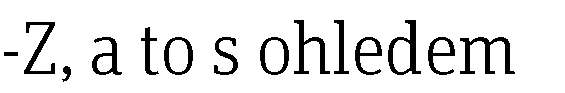 -Z, a to s ohledem